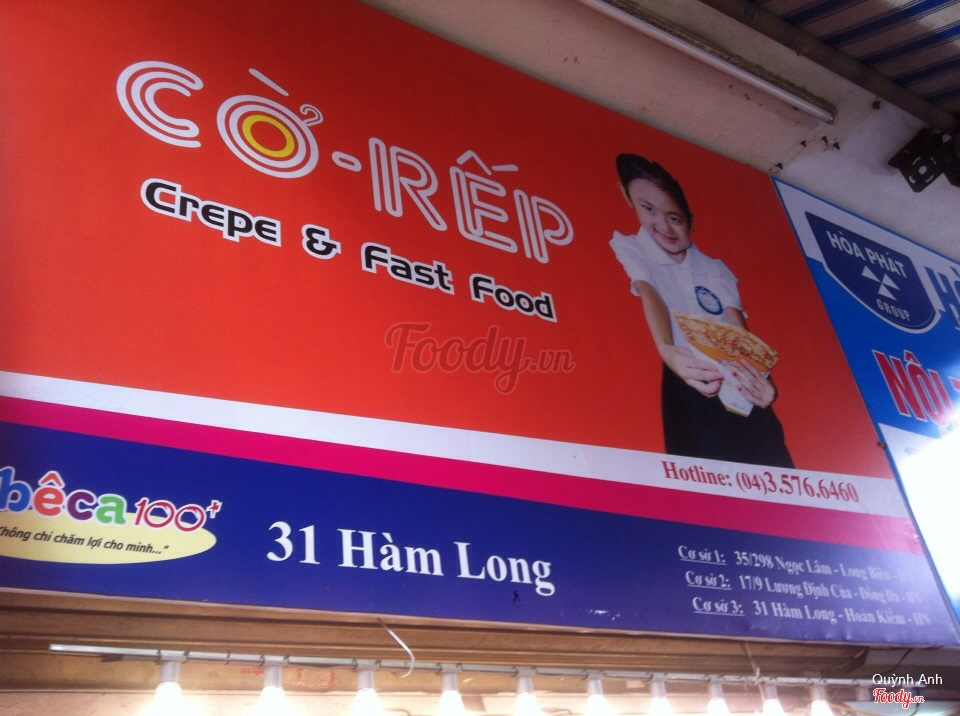 CỜ-RẾP
Crepe & Fast Food
Foody.vn
Hotline: (04)3.576.6460
bêca 100+
không chỉ chăm lợi cho mình..."
31 Hàm Long
Cơ sở 1: 35/298 Ngọc Lâm - Long Biên
Cơ sở 2: 17/9 Lương Định Của - Đống Đa - HN
Cơ sở 3: 31 Hàm Long - Hoàn Kiếm - HN
HÒA PHÁT
GROUP
NỘI
Quỳnh Anh
Foody.vn